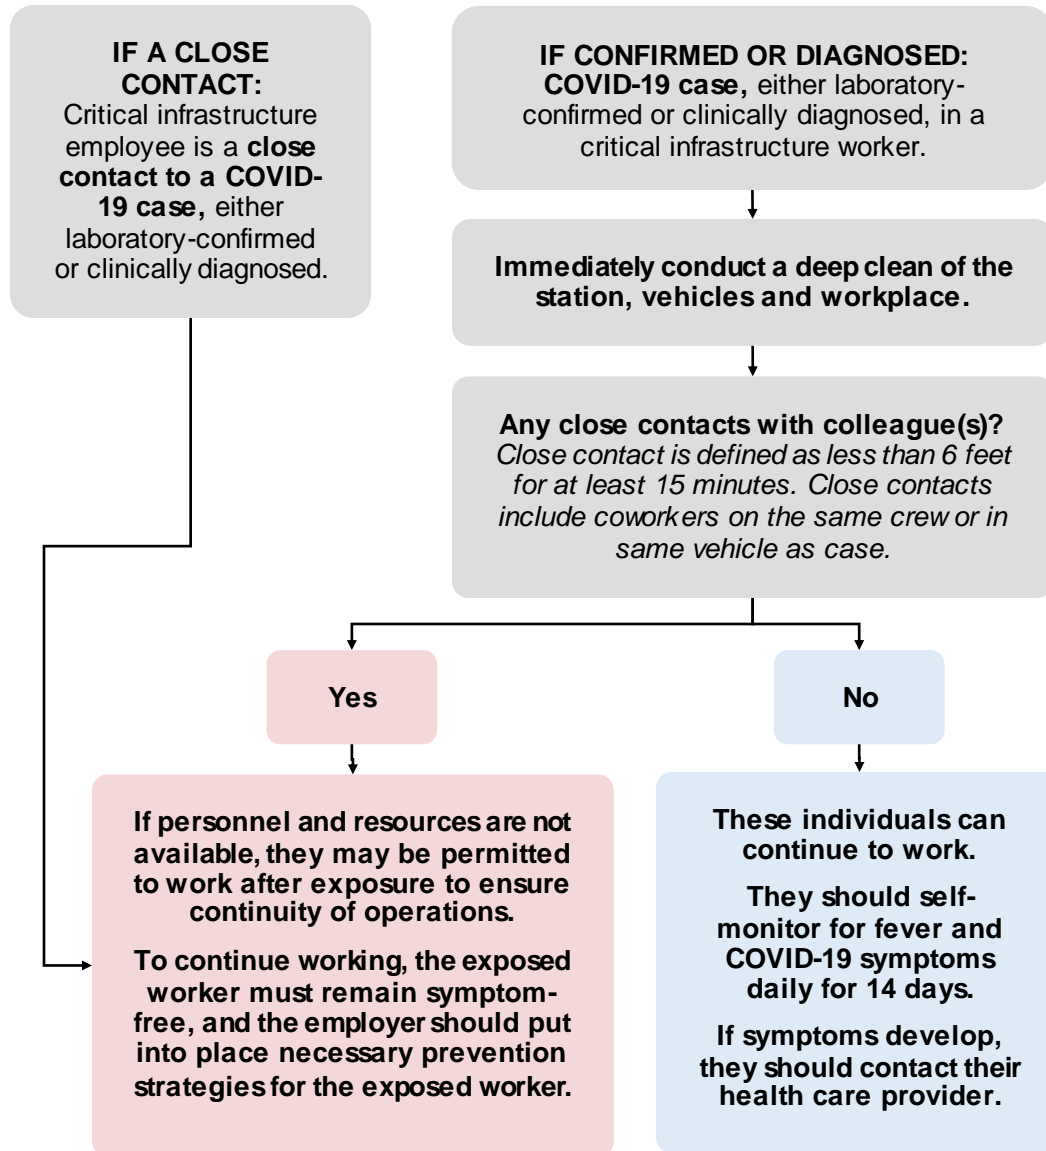 IF A CLOSE
CONTACT:
Critical infrastructure
employee is a close
contact to a COVID-
19 case, either
laboratory-confirmed
or clinically diagnosed.
IF CONFIRMED OR DIAGNOSED:
COVID-19 case, either laboratory-
confirmed or clinically diagnosed, in a
critical infrastructure worker.
Immediately conduct a deep clean of the
station, vehicles and workplace.
Any close contacts with colleague(s)?
Close contact is defined as less than 6 feet
for at least 15 minutes. Close contacts
include coworkers on the same crew or in
same vehicle as case.
Yes
No
If personnel and resources are not
available, they may be permitted
to work after exposure to ensure
continuity of operations.
To continue working, the exposed
worker must remain symptom-
free, and the employer should put
into place necessary prevention
strategies for the exposed worker.
These individuals can
continue to work.
They should self-
monitor for fever and
COVID-19 symptoms
daily for 14 days.
If symptoms develop,
they should contact their
health care provider.